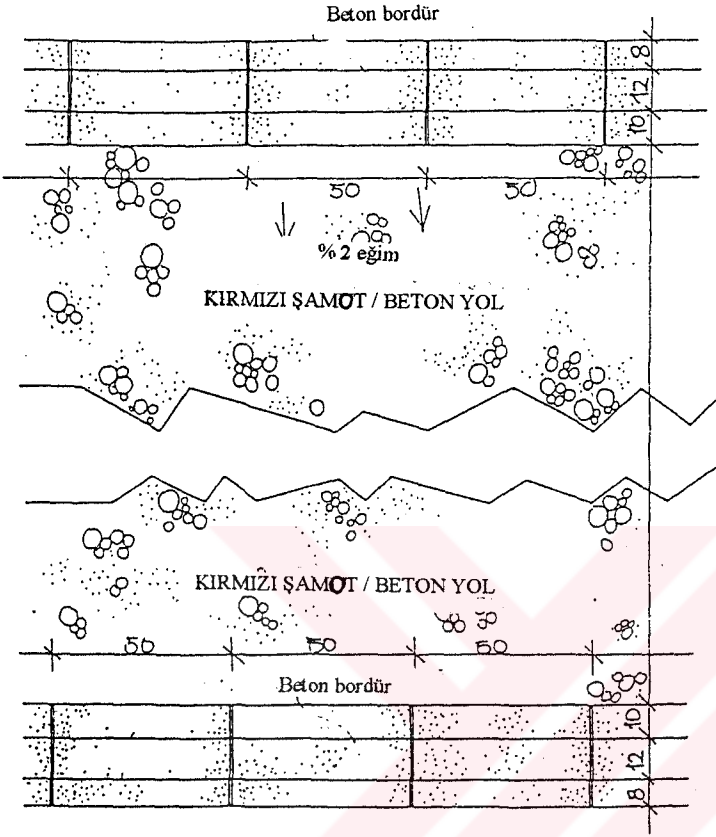 Beton bordür
8
12
10
50 50
%2 eğim
KIRMIZI ŞAMOT / BETON YOL
KIRMIZI ŞAMOT / BETON YOL
50 50 50
Beton bordür
10
12
8